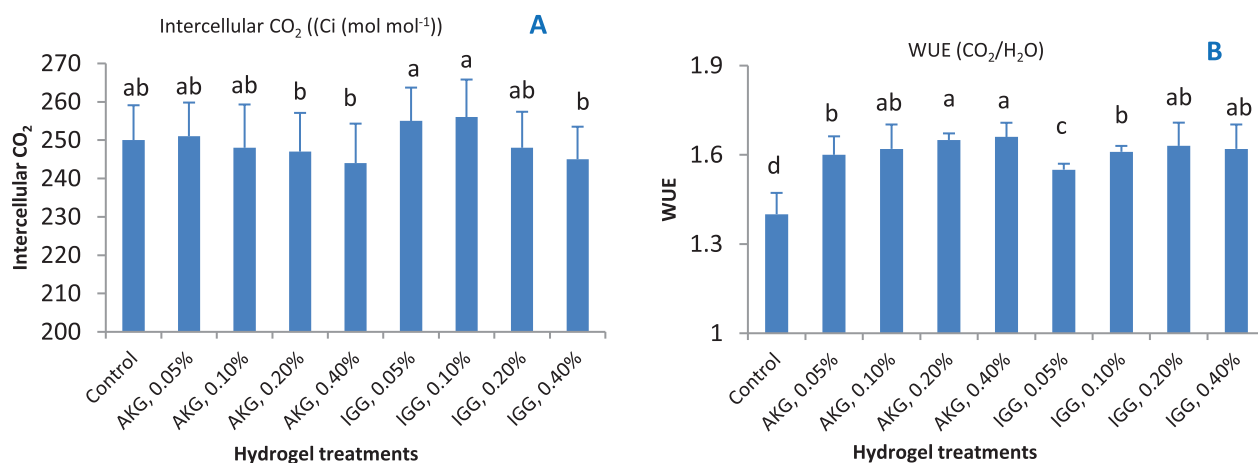 Intercellular CO₂ ((Ci (mol mol⁻¹))
A
270
260
250
240
230
220
210
200
Intercellular CO₂
ab
ab
ab
b
b
a
a
ab
b
Control
AKG, 0.05%
AKG, 0.10%
AKG, 0.20%
AKG, 0.40%
IGG, 0.05%
IGG, 0.10%
IGG, 0.20%
IGG, 0.40%
Hydrogel treatments
WUE (CO₂/H₂O)
B
1.9
1.6
1.3
1
WUE
d
b
ab
a
a
c
b
ab
ab
Control
AKG, 0.05%
AKG, 0.10%
AKG, 0.20%
AKG, 0.40%
IGG, 0.05%
IGG, 0.10%
IGG, 0.20%
IGG, 0.40%
Hydrogel treatments